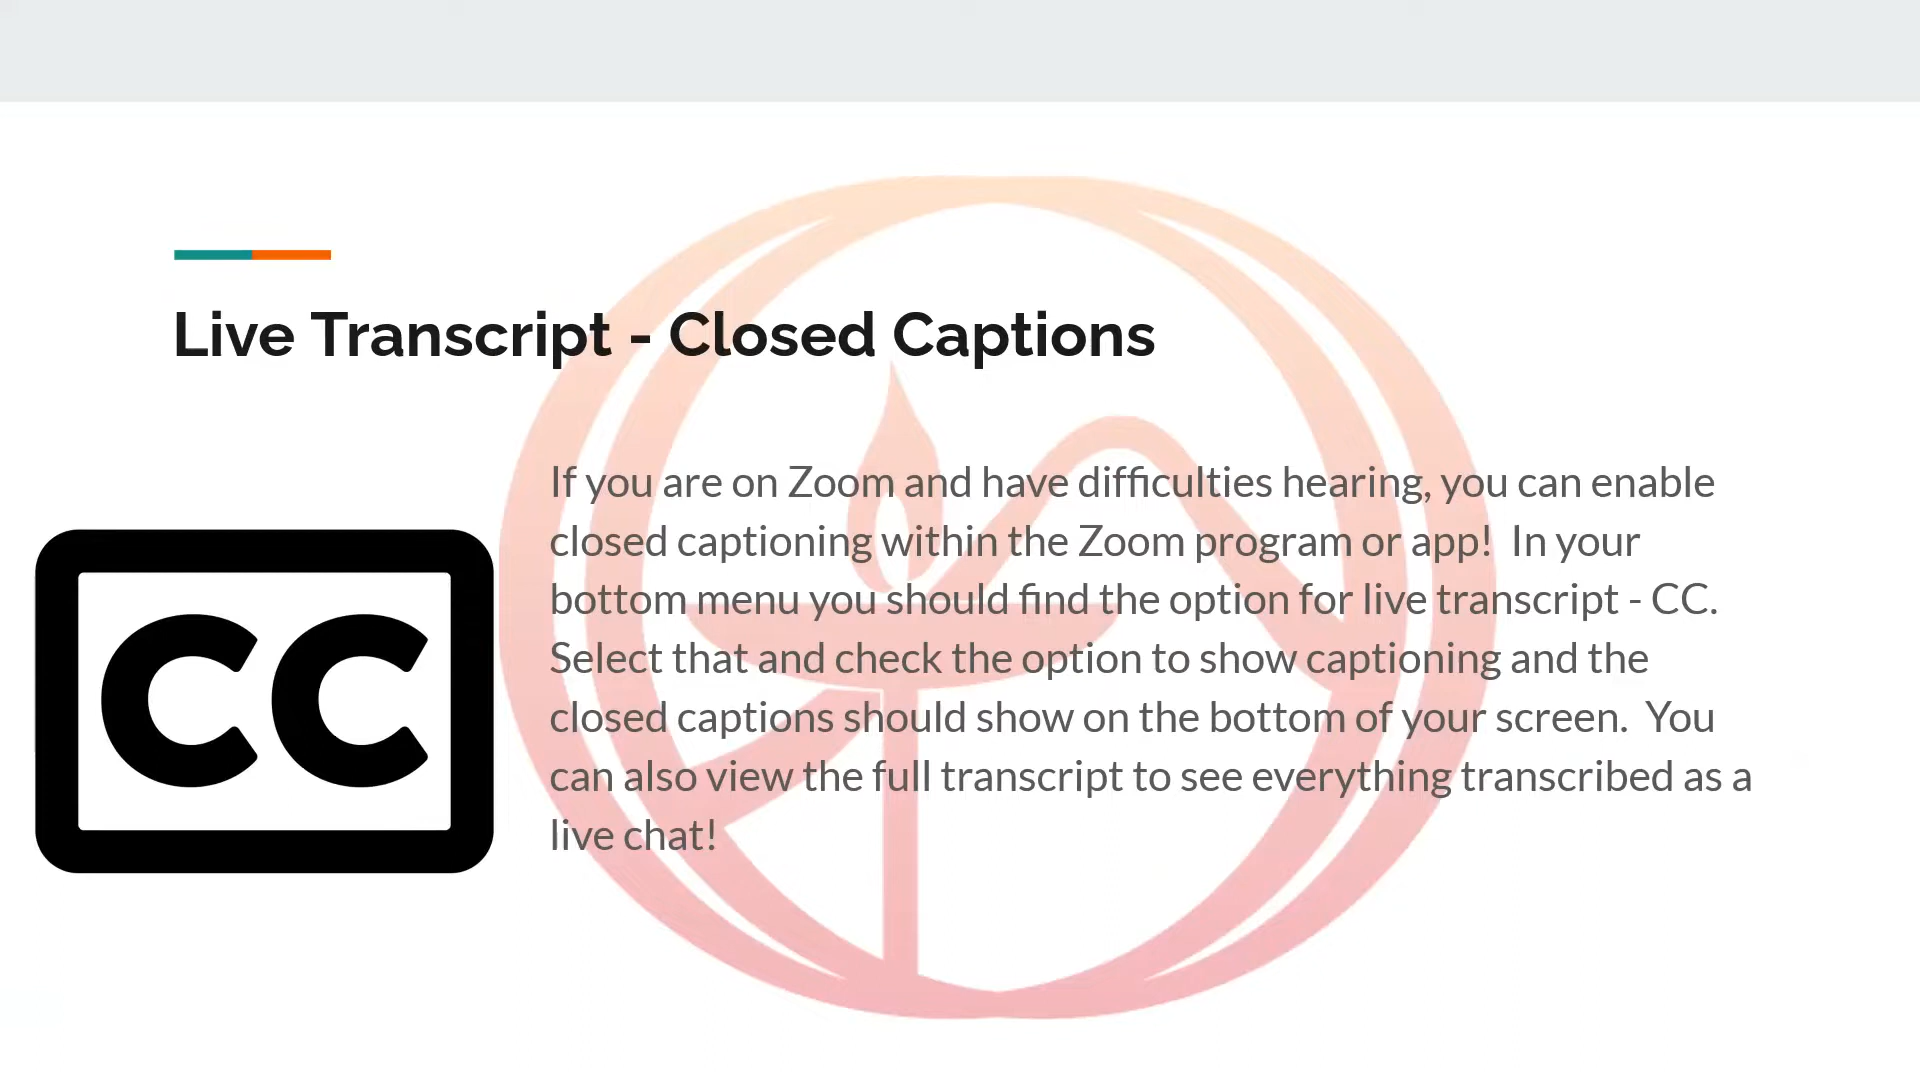 Live Transcript - Closed Captions
If you are on Zoom and have difficulties hearing, you can enable
closed captioning within the Zoom program or app!  In your
bottom menu you should find the option for live transcript - CC.
Select that and check the option to show captioning and the
closed captions should show on the bottom of your screen.  You
can also view the full transcript to see everything transcribed as a
live chat!
CC